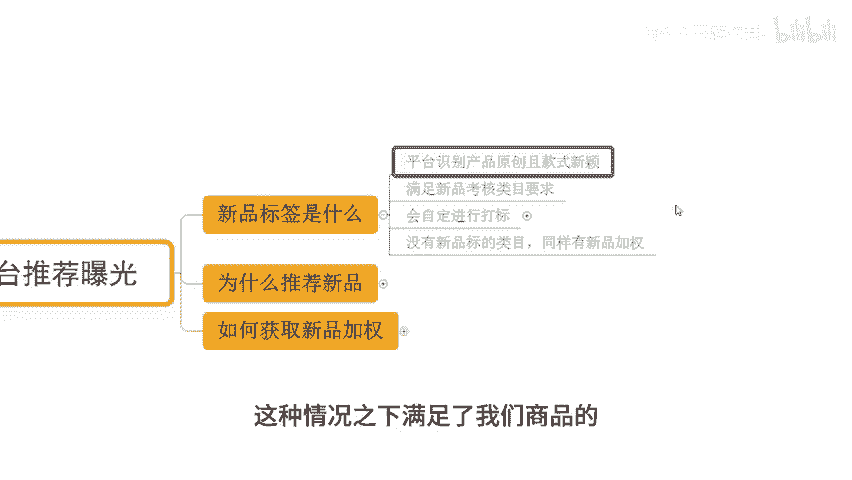 bilibili
平台识别产品原创且款式新颖
满足新品考核类目要求
新品标签是什么
会自定进行打标
没有新品标的类目，同样有新品加权
台推荐曝光
为什么推荐新品
如何获取新品加权
这种情况之下满足了我们商品的